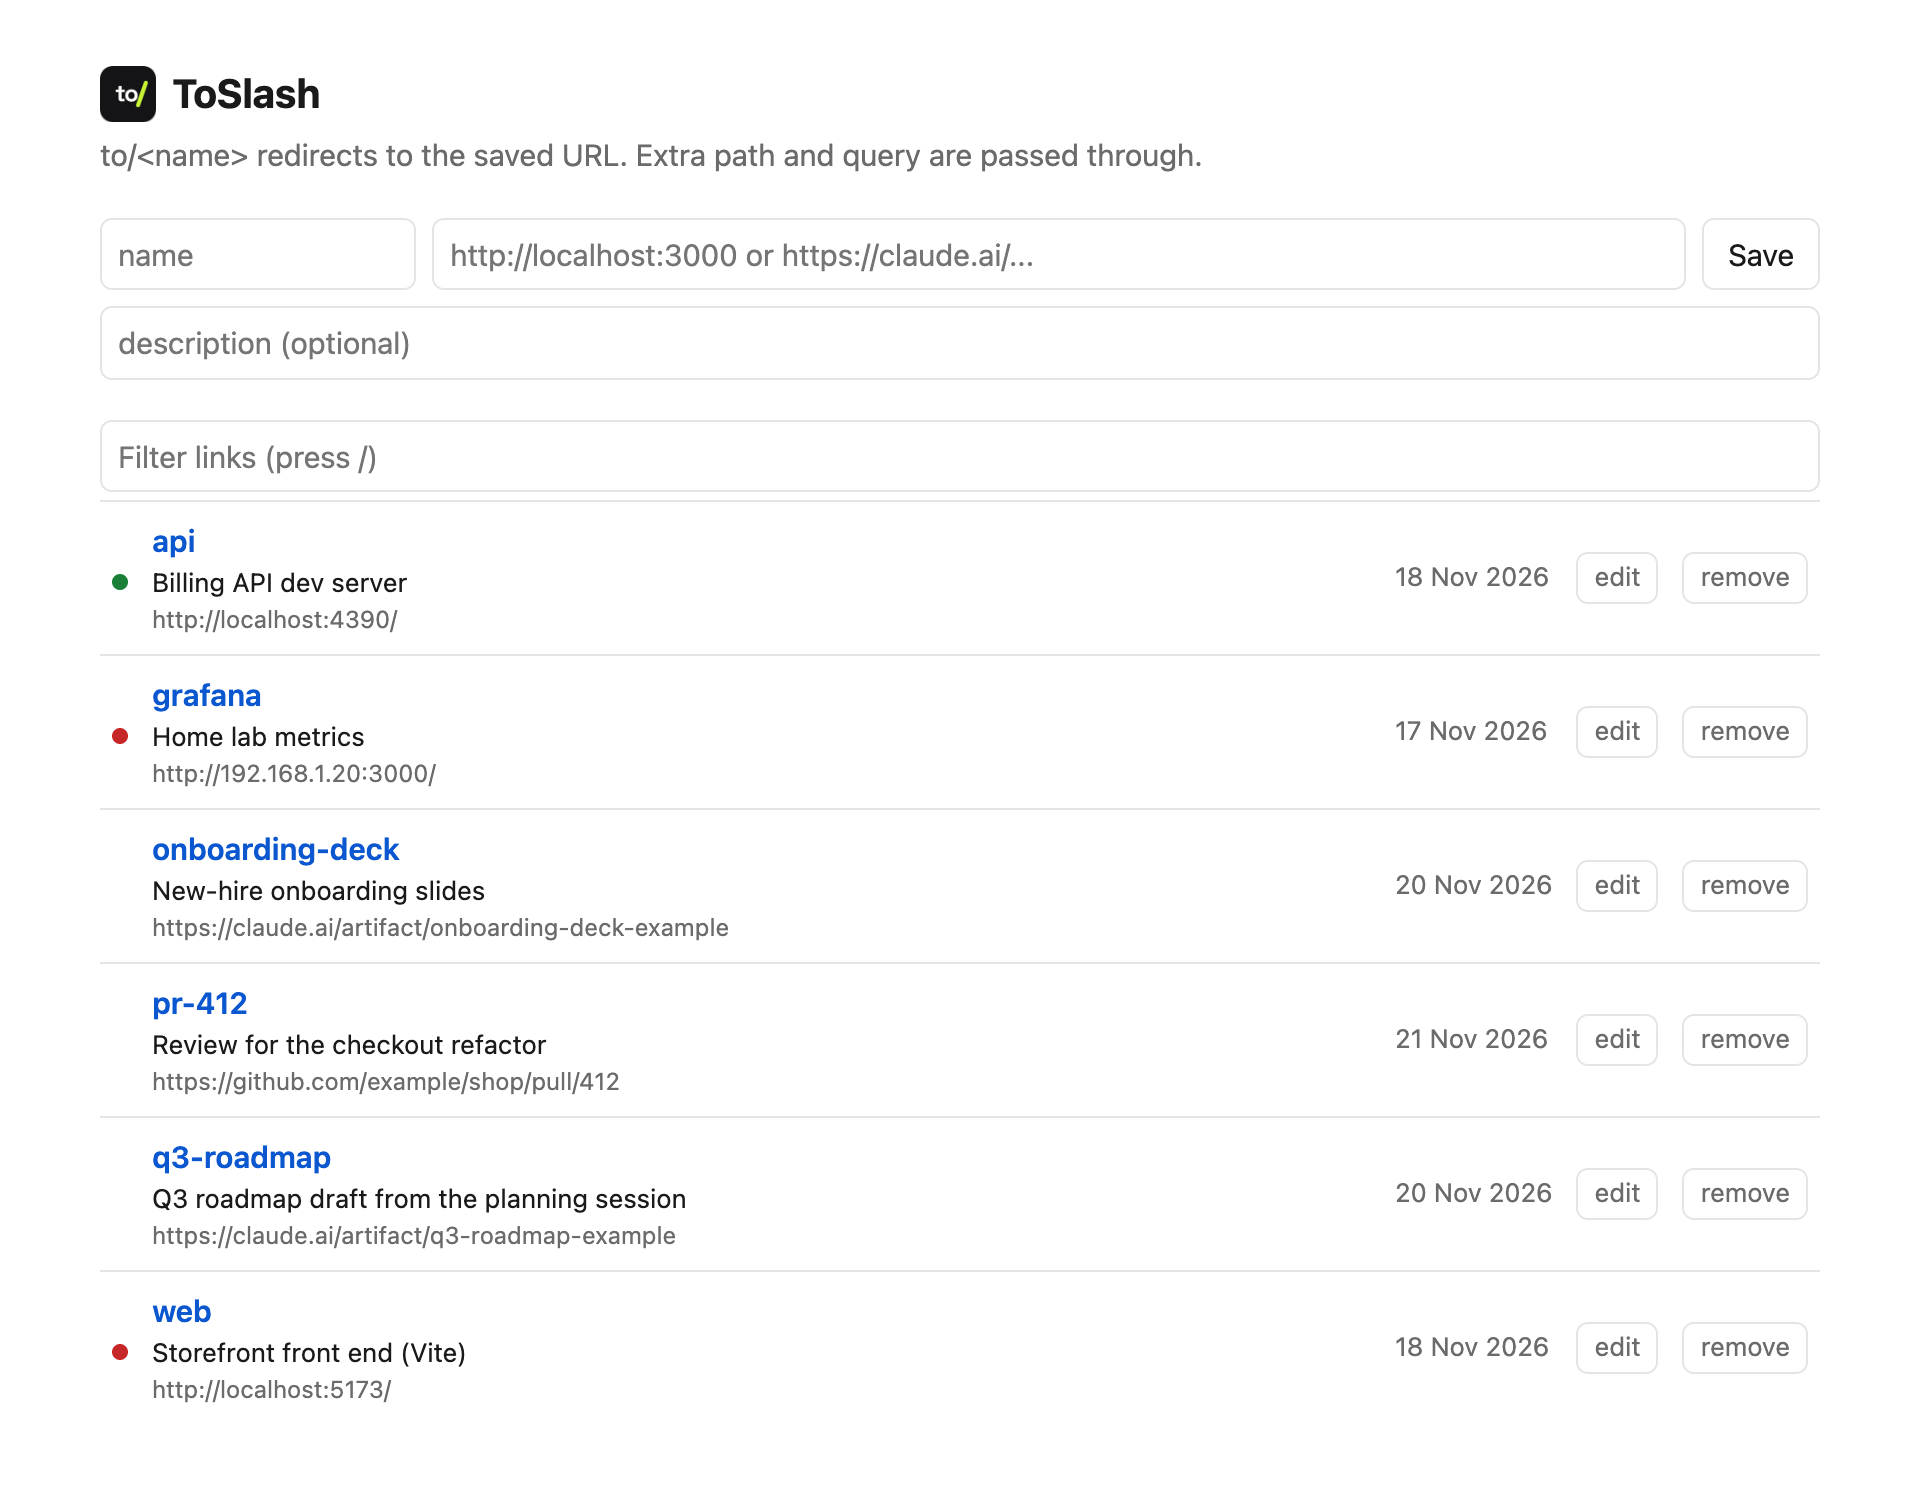 to/ ToSlash
to/<name> redirects to the saved URL. Extra path and query are passed through.
name http://localhost:3000 or https://claude.ai/... Save
description (optional)
Filter links (press /)
api
Billing API dev server
http://localhost:4390/
18 Nov 2026 edit remove
grafana
Home lab metrics
http://192.168.1.20:3000/
17 Nov 2026 edit remove
onboarding-deck
New-hire onboarding slides
https://claude.ai/artifact/onboarding-deck-example
20 Nov 2026 edit remove
pr-412
Review for the checkout refactor
https://github.com/example/shop/pull/412
21 Nov 2026 edit remove
q3-roadmap
Q3 roadmap draft from the planning session
https://claude.ai/artifact/q3-roadmap-example
20 Nov 2026 edit remove
web
Storefront front end (Vite)
http://localhost:5173/
18 Nov 2026 edit remove